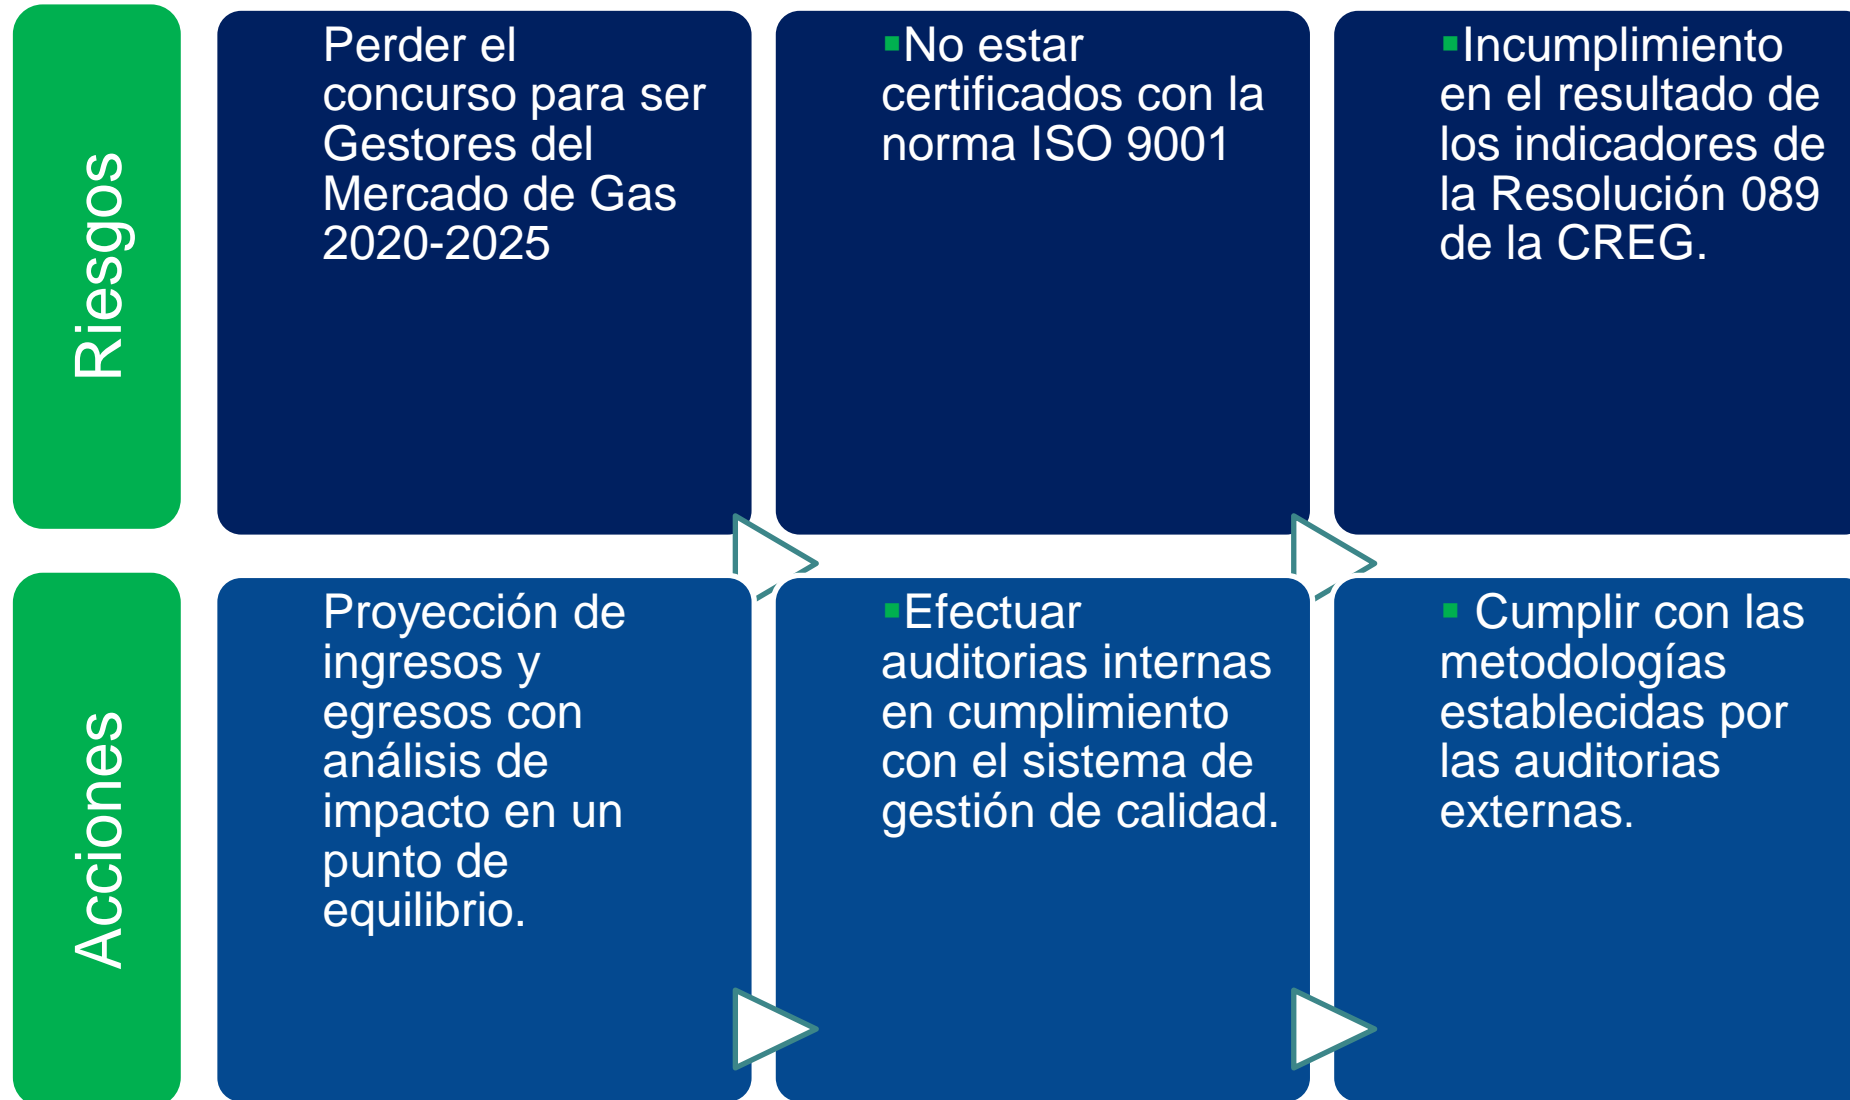 Riesgos
Perder el
concurso para ser
Gestores del
Mercado de Gas
2020-2025
▪No estar
certificados con la
norma ISO 9001
▪Incumplimiento
en el resultado de
los indicadores de
la Resolución 089
de la CREG.
Acciones
Proyección de
ingresos y
egresos con
análisis de
impacto en un
punto de
equilibrio.
▪Efectuar
auditorias internas
en cumplimiento
con el sistema de
gestión de calidad.
▪ Cumplir con las
metodologías
establecidas por
las auditorias
externas.